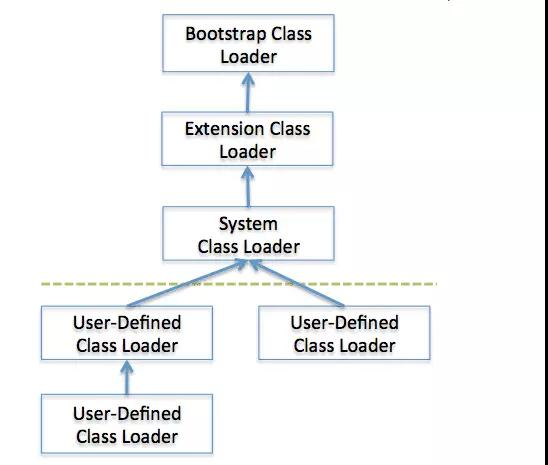 Bootstrap Class
Loader
Extension Class
Loader
System
Class Loader
User-Defined
Class Loader
User-Defined
Class Loader
User-Defined
Class Loader